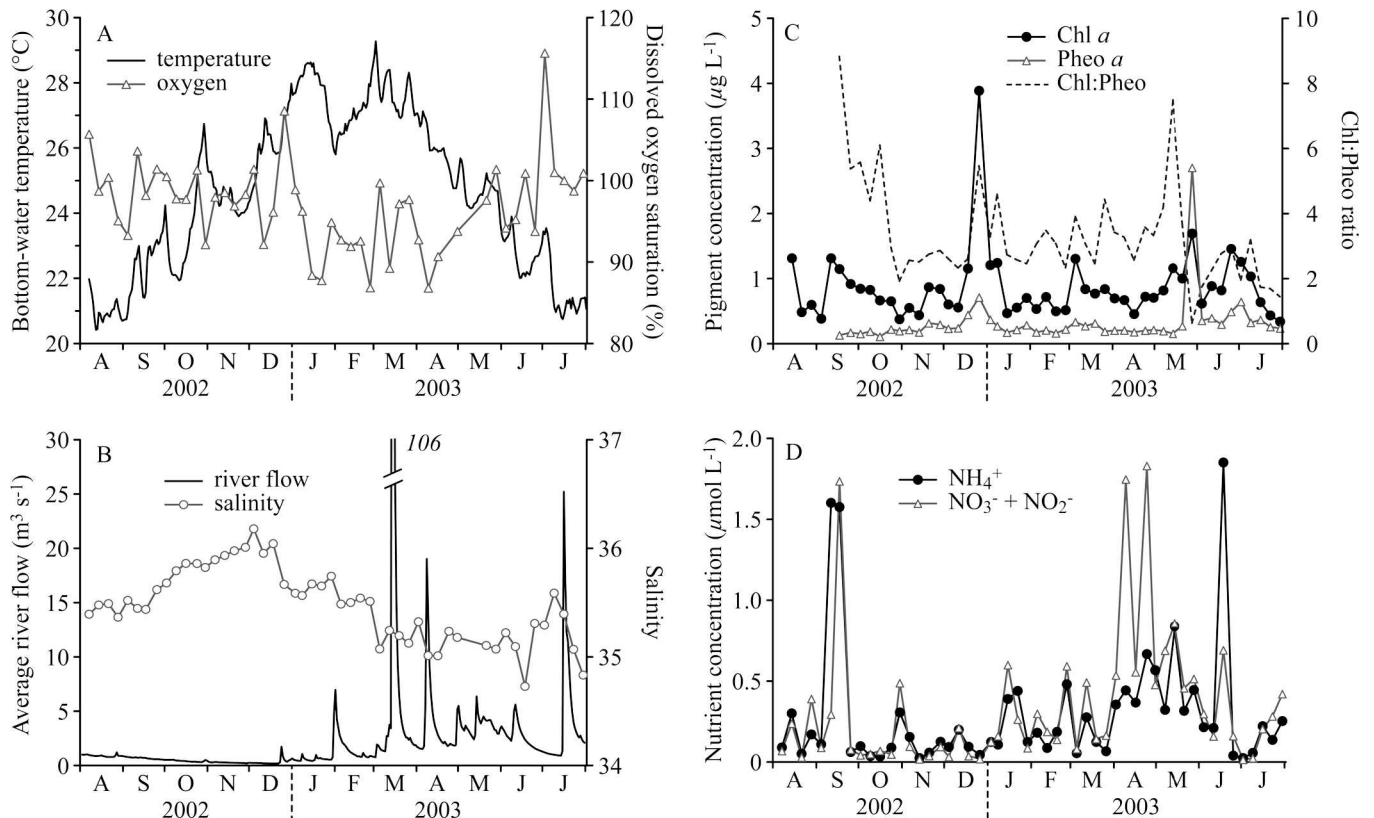 A
temperature
oxygen
Bottom-water temperature (°C)
30
28
26
24
22
20
Dissolved oxygen saturation (%)
120
110
100
90
80
A S O N D J F M A M J J
2002 2003
C
Chl a
Pheo a
Chl:Pheo
Pigment concentration (µg L-1)
5
4
3
2
1
0
Chl:Pheo ratio
10
8
6
4
2
0
A S O N D J F M A M J J
2002 2003
B
106
river flow
salinity
Average river flow (m3 s-1)
30
25
20
15
10
5
0
Salinity
37
36
35
34
A S O N D J F M A M J J
2002 2003
D
NH4+
NO3- + NO2-
Nutrient concentration (µmol L-1)
2.0
1.5
1.0
0.5
0
A S O N D J F M A M J J
2002 2003